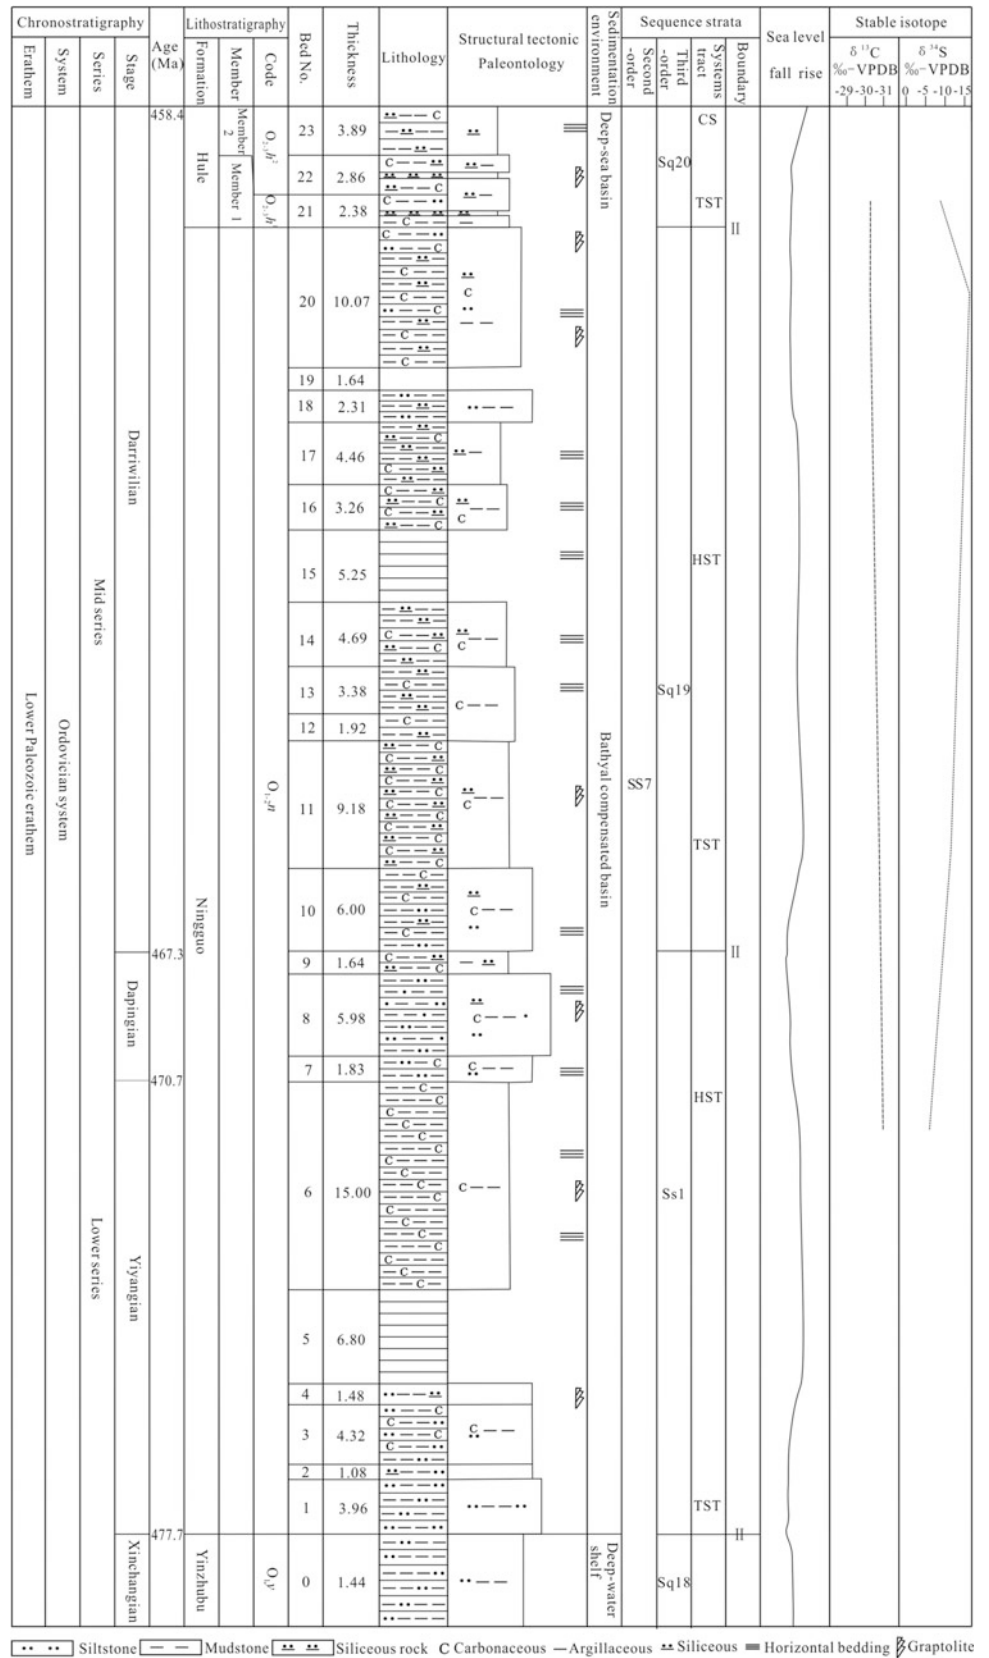 Chronostratigraphy
Erathem
System
Series
Stage
Age
(Ma)
Lithostratigraphy
Formation
Member
Code
Bed No.
Thickness
Lithology
Structural tectonic
Paleontology
Sedimentation
environment
Sequence strata
Second
-order
Third
-order
Systems
tract
Boundary
Sea level
fall rise
Stable isotope
δ ¹³C
‰-VPDB
-29-30-31
δ ³⁴S
‰-VPDB
0 -5 -10-15
Lower Paleozoic erathem
Ordovician system
Mid series
Lower series
Darriwilian
Dapingian
Yiyangian
Xinchangian
458.4
467.3
470.7
477.7
Hule
Ningguo
Yinzhubu
Member
2
Member 1
O₂₋₃h²
O₂₋₃h¹
O₁₋₂n
O₁y
23 3.89
22 2.86
21 2.38
20 10.07
19 1.64
18 2.31
17 4.46
16 3.26
15 5.25
14 4.69
13 3.38
12 1.92
11 9.18
10 6.00
9 1.64
8 5.98
7 1.83
6 15.00
5 6.80
4 1.48
3 4.32
2 1.08
1 3.96
0 1.44
Deep-sea basin
Bathyal compensated basin
Deep-water
shelf
SS7
Sq20
Sq19
Ss1
Sq18
CS
TST
HST
TST
HST
TST
II
II
II
Siltstone Mudstone Siliceous rock C Carbonaceous Argillaceous Siliceous Horizontal bedding Graptolite